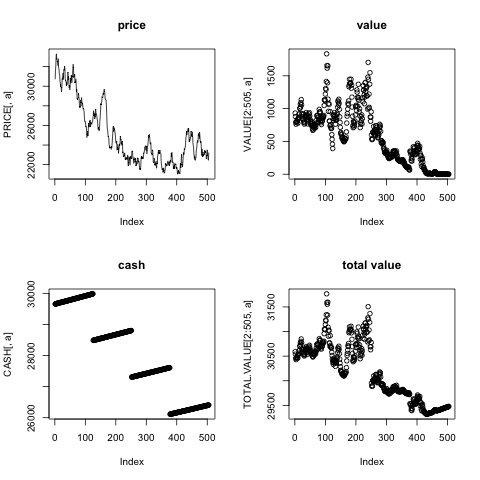 price
PRICE[, a]
22000 24000 26000 30000
0 100 200 300 400 500
Index
value
VALUE[2:505, a]
0 500 1000 1500
0 100 200 300 400 500
Index
cash
CASH[, a]
26000 28000 30000
0 100 200 300 400 500
Index
total value
TOTAL.VALUE[2:505, a]
29500 30500 31500
0 100 200 300 400 500
Index